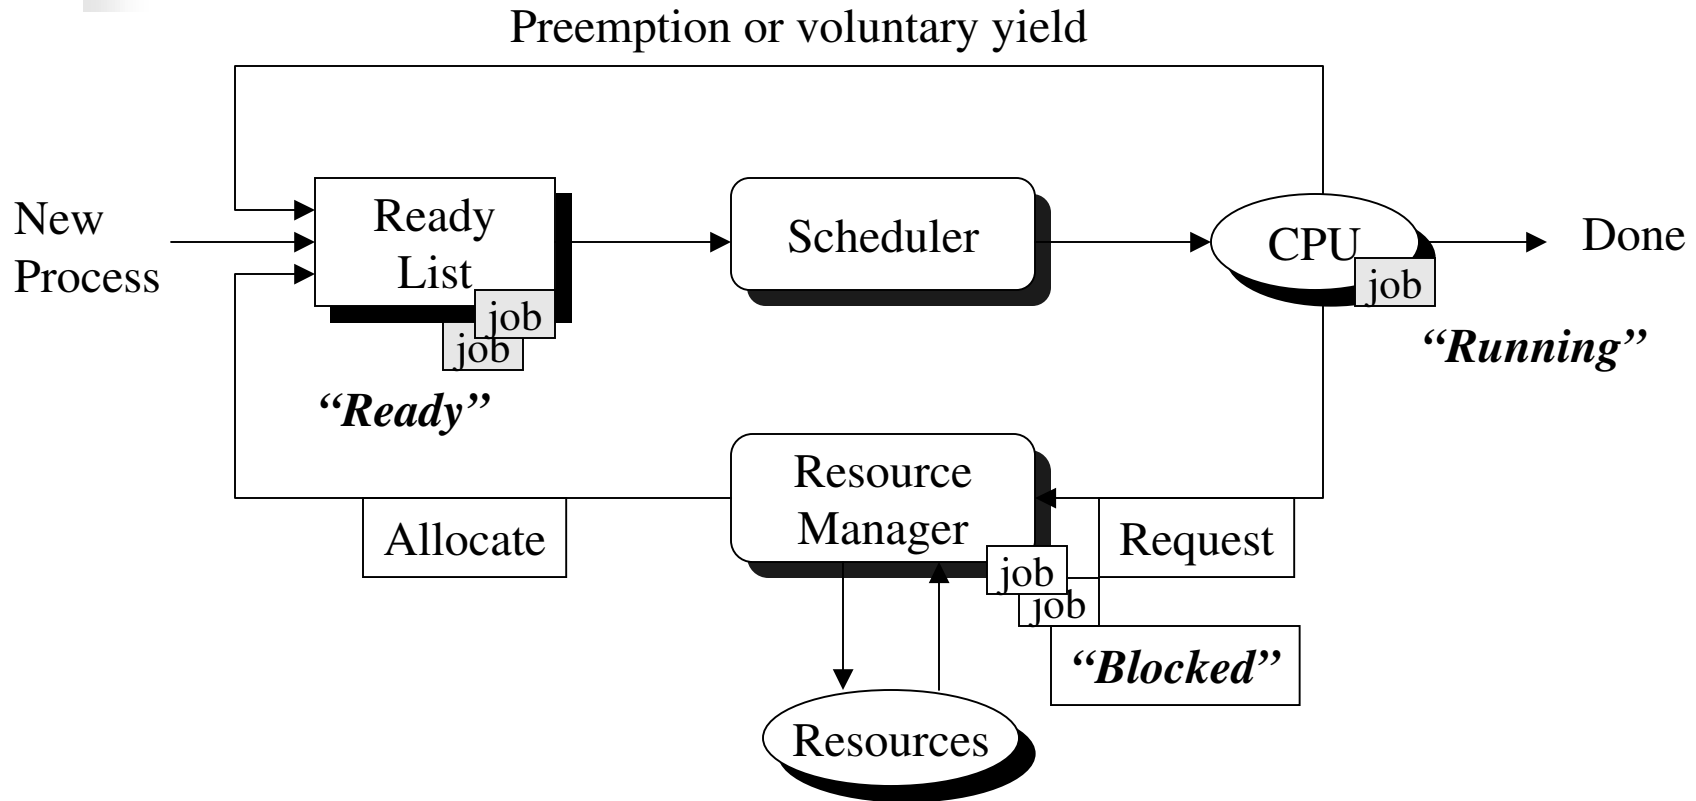 Preemption or voluntary yield
New
Process
Ready
List
job
job
“Ready”
Scheduler
CPU
job
“Running”
Done
Resource
Manager
Allocate
Request
job
job
“Blocked”
Resources